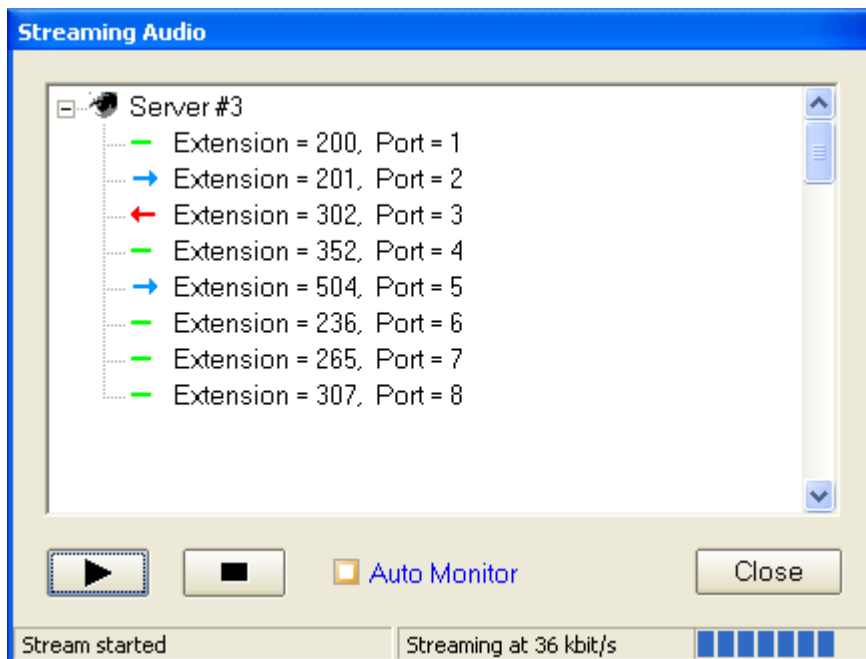 Streaming Audio
Server #3
Extension = 200, Port = 1
Extension = 201, Port = 2
Extension = 302, Port = 3
Extension = 352, Port = 4
Extension = 504, Port = 5
Extension = 236, Port = 6
Extension = 265, Port = 7
Extension = 307, Port = 8
Auto Monitor
Close
Stream started
Streaming at 36 kbit/s